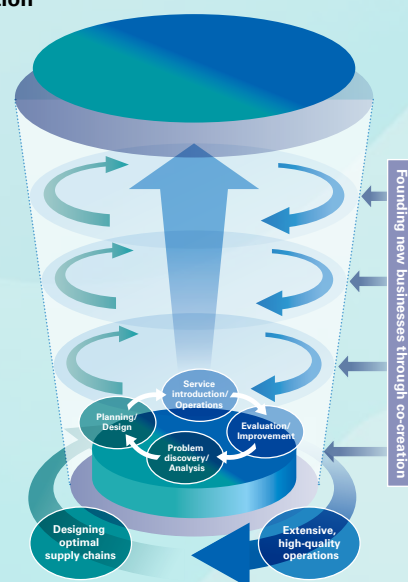 Service
introduction/
Operations
Planning/
Design
Evaluation/
Improvement
Problem
discovery/
Analysis
Designing
optimal
supply chains
Extensive,
high-quality
operations
Founding new businesses through co-creation